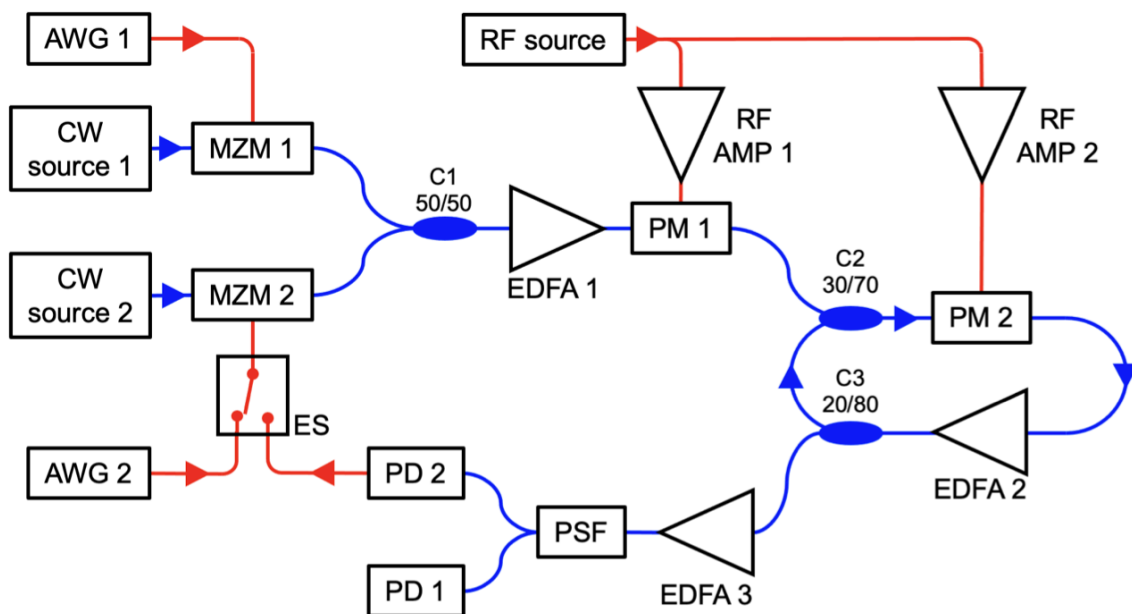 AWG 1
RF source
CW
source 1
MZM 1
RF
AMP 1
RF
AMP 2
C1
50/50
PM 1
CW
source 2
MZM 2
EDFA 1
C2
30/70
PM 2
C3
20/80
ES
AWG 2
PD 2
EDFA 2
PSF
PD 1
EDFA 3